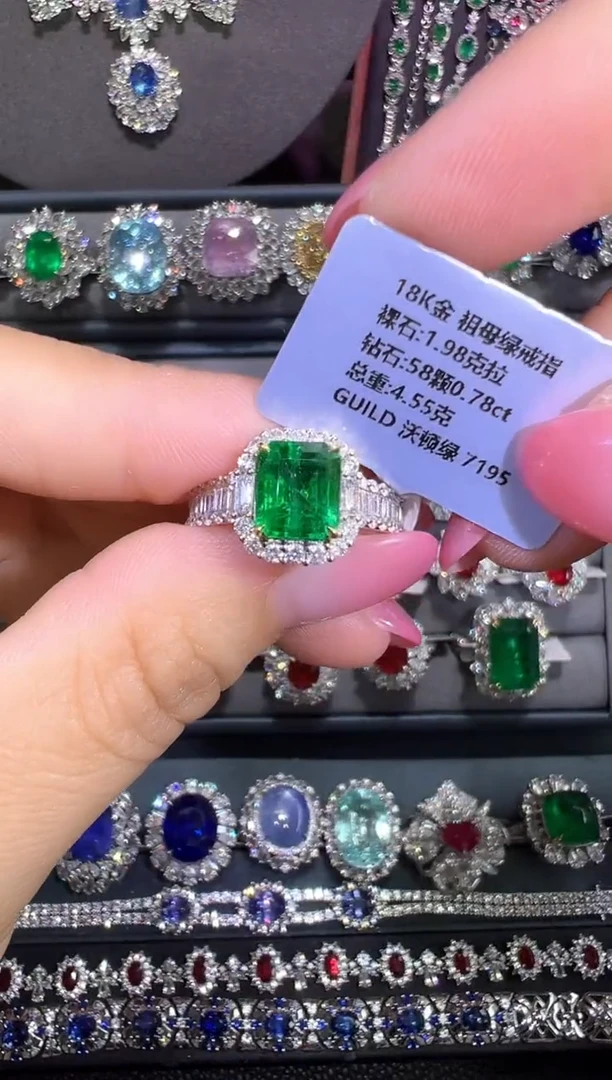 18K金 祖母绿戒指
裸石:1.98克拉
钻石:58颗0.78ct
总重:4.55克
GUILD 沃顿绿 7195